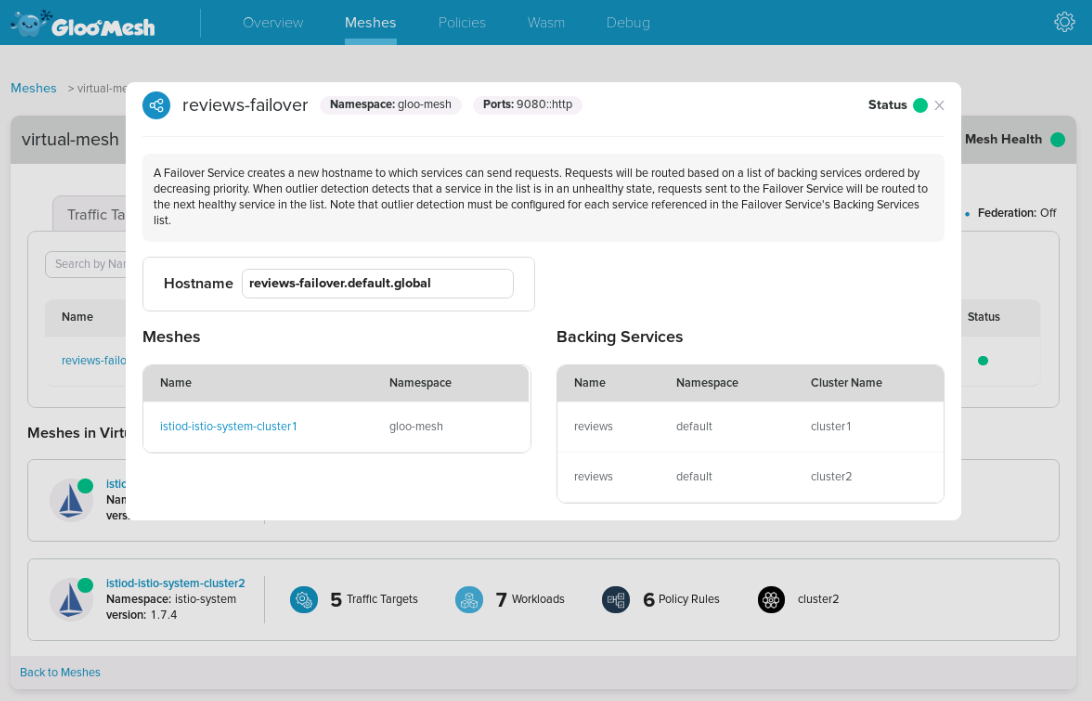 Gloo Mesh Overview Meshes Policies Wasm Debug
Meshes > virtual-me
reviews-failover Namespace: gloo-mesh Ports: 9080::http Status
virtual-mesh Mesh Health
A Failover Service creates a new hostname to which services can send requests. Requests will be routed based on a list of backing services ordered by
decreasing priority. When outlier detection detects that a service in the list is in an unhealthy state, requests sent to the Failover Service will be routed to
the next healthy service in the list. Note that outlier detection must be configured for each service referenced in the Failover Service's Backing Services
list.
Traffic Ta Federation: Off
Search by Nar
Hostname reviews-failover.default.global
Name Status
reviews-failo
Meshes
Name Namespace
istiod-istio-system-cluster1 gloo-mesh
Backing Services
Name Namespace Cluster Name
reviews default cluster1
reviews default cluster2
Meshes in Virtu
istio
Nam
versi
istiod-istio-system-cluster2
Namespace: istio-system
version: 1.7.4
5 Traffic Targets 7 Workloads 6 Policy Rules cluster2
Back to Meshes